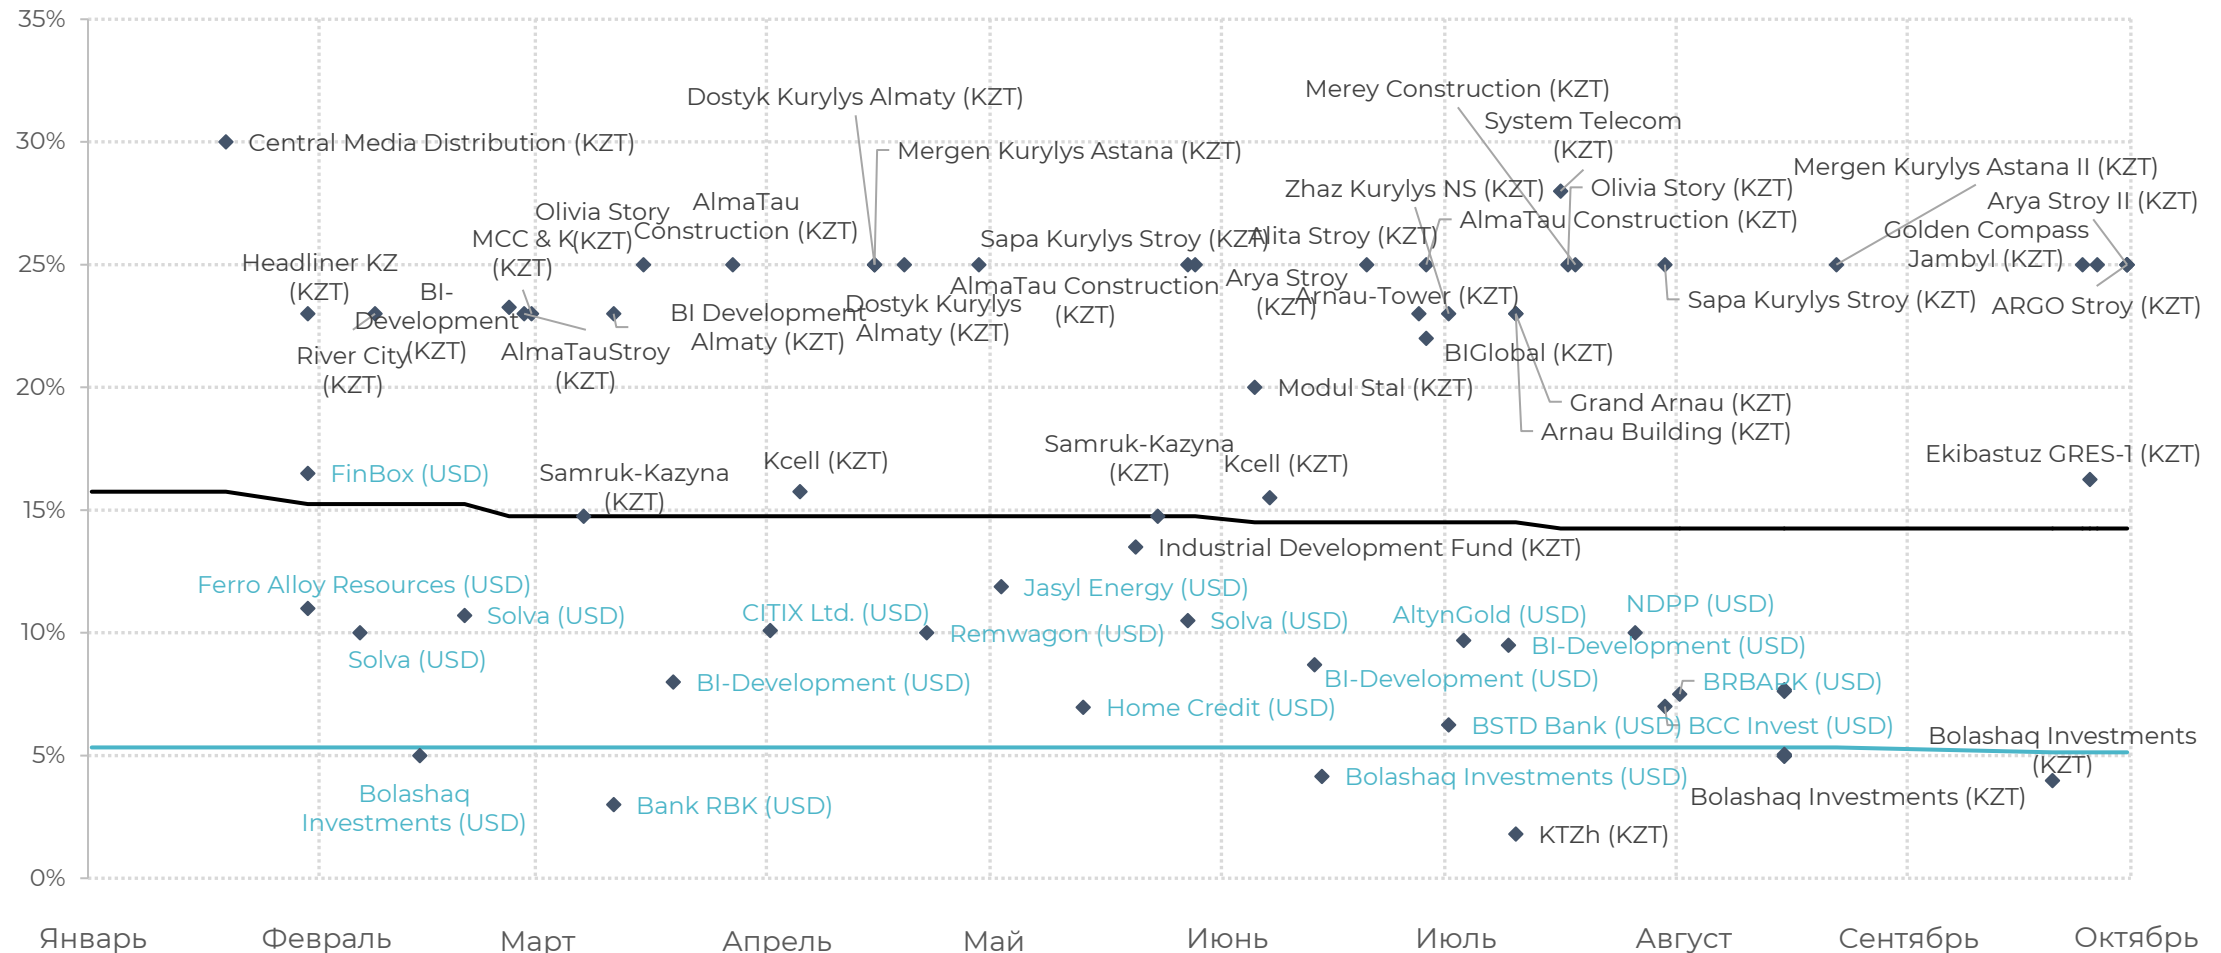 35%
Merey Construction (KZT)
Dostyk Kurylys Almaty (KZT)
System Telecom
(KZT)
30%
Central Media Distribution (KZT)
Mergen Kurylys Astana (KZT)
Mergen Kurylys Astana II (KZT)
Zhaz Kurylys NS (KZT)
Olivia Story (KZT)
AlmaTau
Construction (KZT)
Arya Stroy II (KZT)
Olivia Story
(KZT)
AlmaTau Construction (KZT)
MCC & K
(KZT)
Sapa Kurylys Stroy (KZT)
Alita Stroy (KZT)
Golden Compass
Jambyl (KZT)
25%
Headliner KZ
(KZT)
BI-
Development
(KZT)
AlmaTau Construction
(KZT)
Arya Stroy
(KZT)
Arnau-Tower (KZT)
Sapa Kurylys Stroy (KZT)
ARGO Stroy (KZT)
BI Development
Almaty (KZT)
Dostyk Kurylys
Almaty (KZT)
River City
(KZT)
AlmaTauStroy
(KZT)
BIGlobal (KZT)
20%
Modul Stal (KZT)
Grand Arnau (KZT)
Arnau Building (KZT)
Samruk-Kazyna
(KZT)
Ekibastuz GRES-1 (KZT)
FinBox (USD)
Samruk-Kazyna
(KZT)
Kcell (KZT)
Kcell (KZT)
15%
Industrial Development Fund (KZT)
Ferro Alloy Resources (USD)
Jasyl Energy (USD)
Solva (USD)
CITIX Ltd. (USD)
Solva (USD)
AltynGold (USD)
NDPP (USD)
10%
Remwagon (USD)
BI-Development (USD)
Solva (USD)
BI-Development (USD)
BI-Development (USD)
BRBAPK (USD)
Home Credit (USD)
BSTD Bank (USD)
BCC Invest (USD)
5%
Bolashaq Investments
(KZT)
Bolashaq
Investments (USD)
Bank RBK (USD)
Bolashaq Investments (USD)
Bolashaq Investments (KZT)
KTZh (KZT)
0%
Январь
Февраль
Март
Апрель
Май
Июнь
Июль
Август
Сентябрь
Октябрь